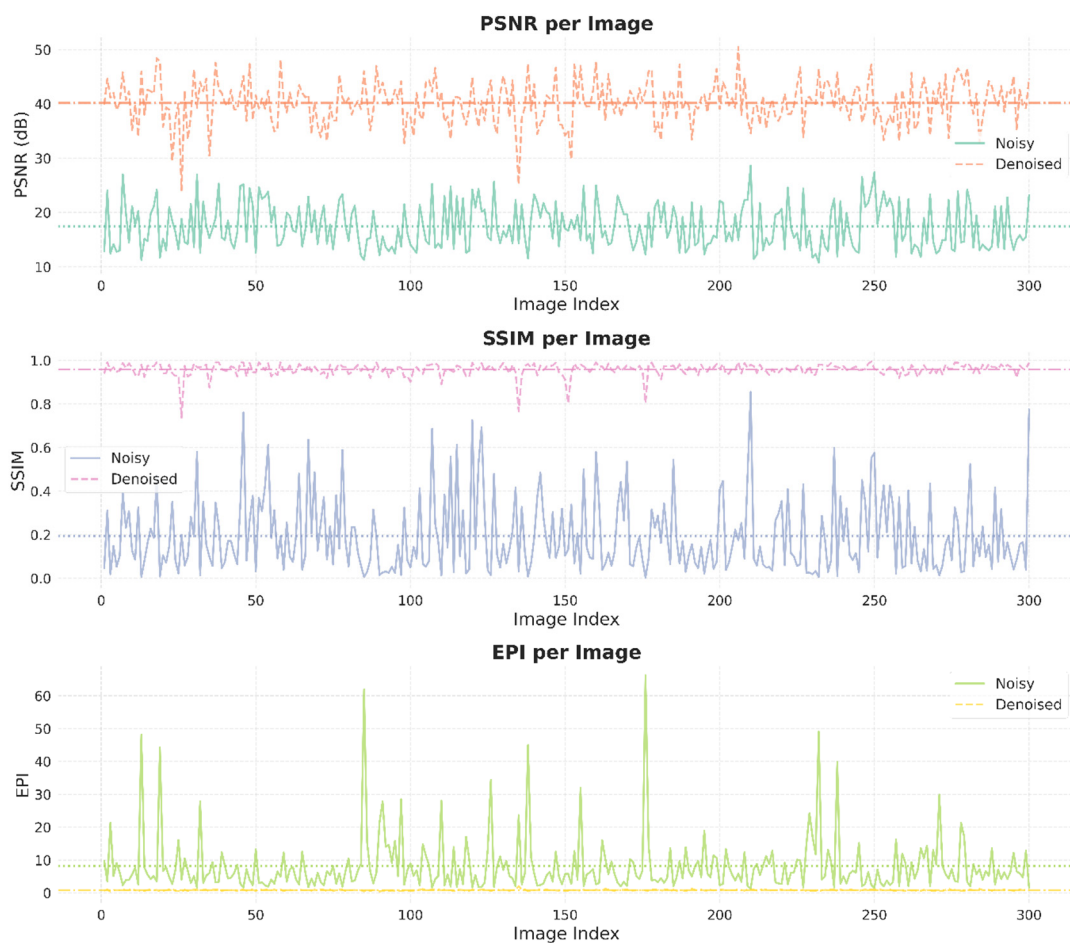 PSNR per Image
PSNR (dB)
50
40
30
20
10
Noisy
Denoised
0 50 100 150 200 250 300
Image Index
SSIM per Image
SSIM
1.0
0.8
0.6
0.4
0.2
0.0
Noisy
Denoised
0 50 100 150 200 250 300
Image Index
EPI per Image
EPI
60
50
40
30
20
10
0
Noisy
Denoised
0 50 100 150 200 250 300
Image Index